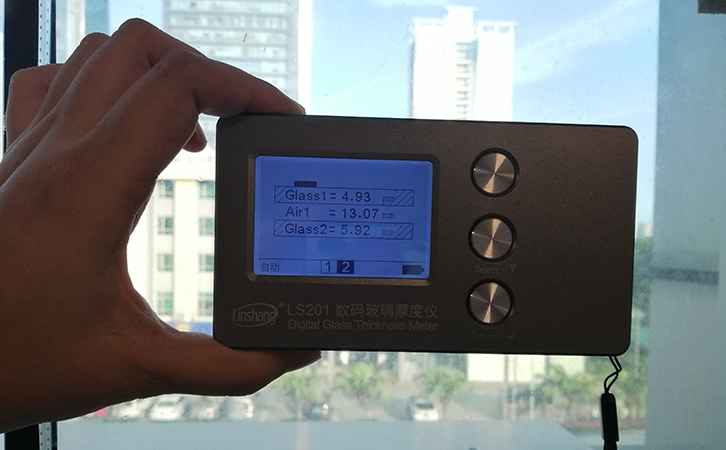 Glass1= 4.93 mm
Air1 = 13.07 mm
Glass2= 5.92 mm
自动 1 2
Linshang® LS201 数码玻璃厚度仪
Digital Glass Thickness Meter
Select
Power